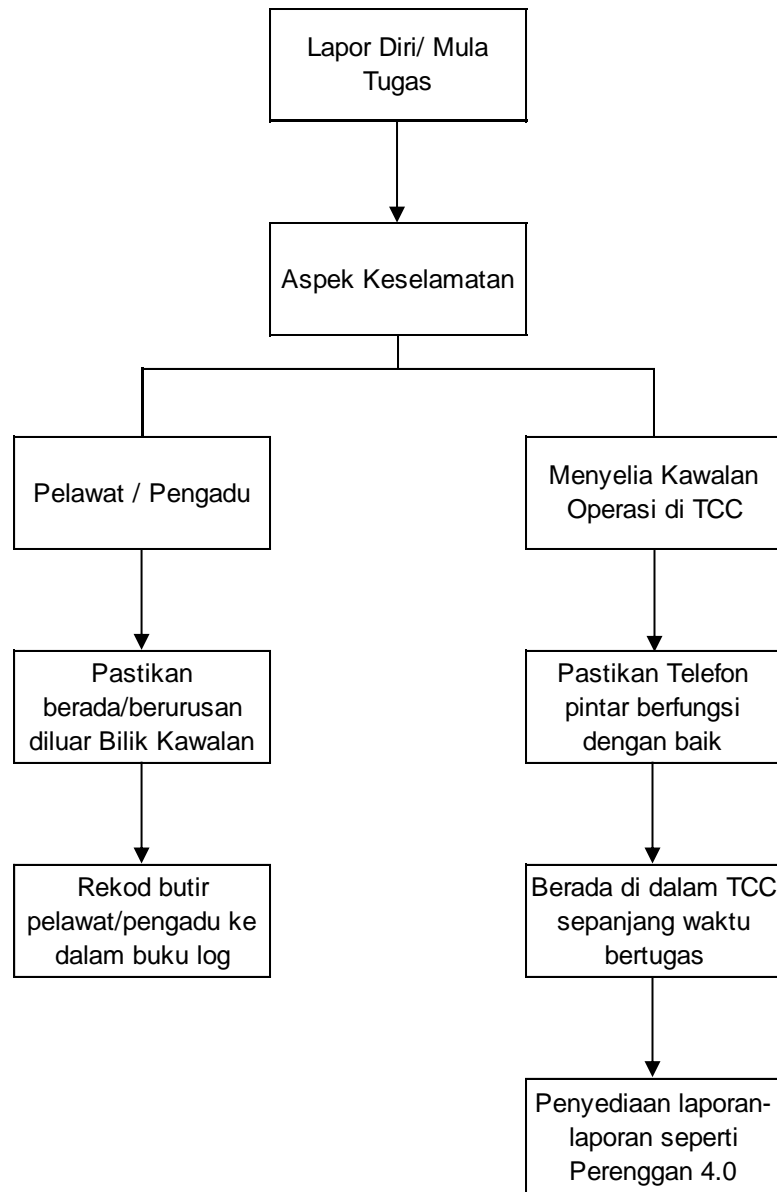 Lapor Diri/ Mula
Tugas
Aspek Keselamatan
Pelawat / Pengadu
Menyelia Kawalan
Operasi di TCC
Pastikan
berada/berurusan
diluar Bilik Kawalan
Pastikan Telefon
pintar berfungsi
dengan baik
Rekod butir
pelawat/pengadu ke
dalam buku log
Berada di dalam TCC
sepanjang waktu
bertugas
Penyediaan laporan-
laporan seperti
Perenggan 4.0